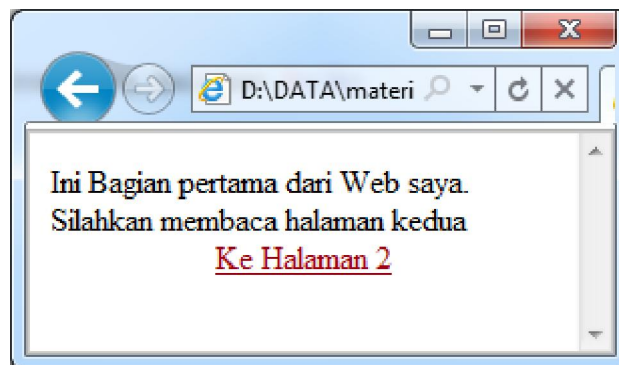 D:\DATA\materi
Ini Bagian pertama dari Web saya.
Silahkan membaca halaman kedua
Ke Halaman 2